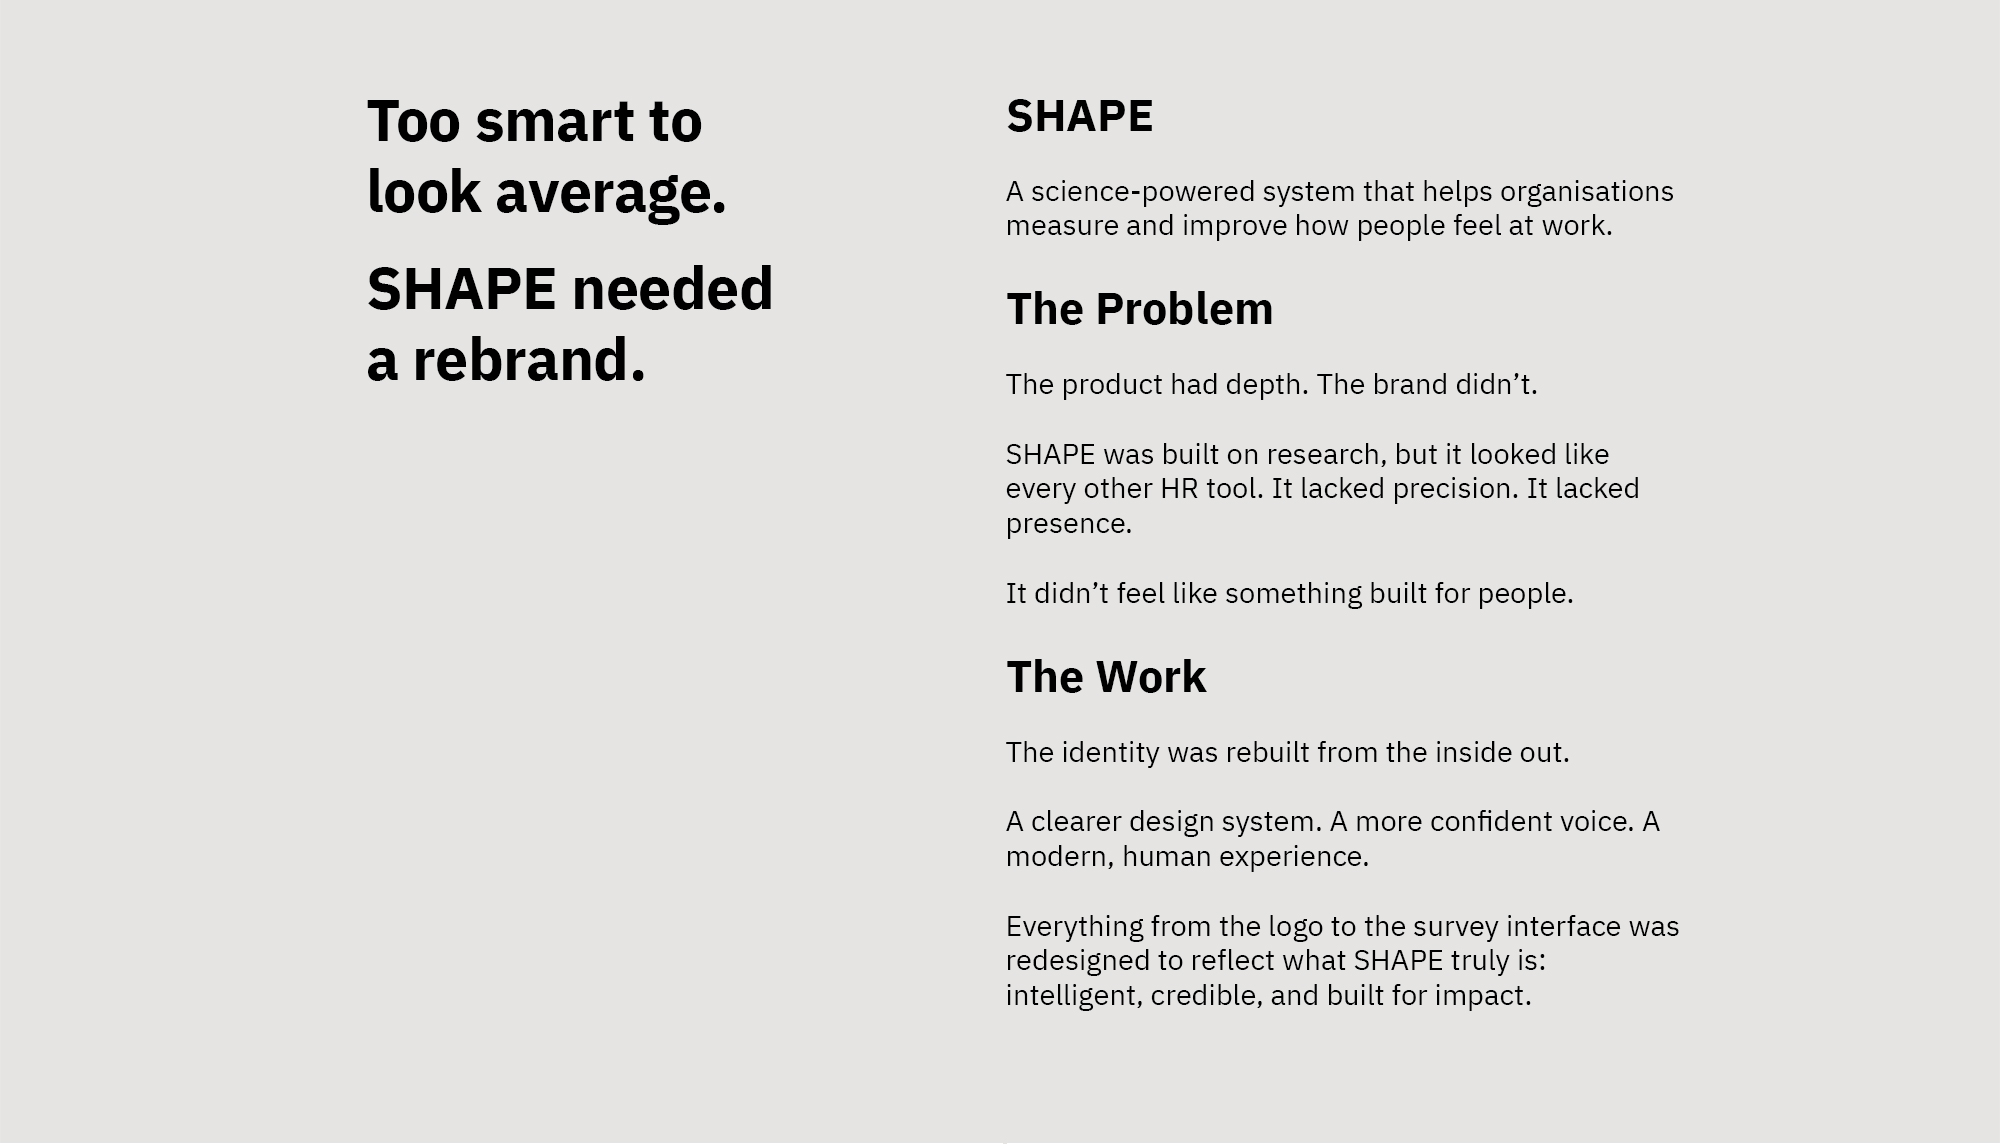 Too smart to
look average.
SHAPE needed
a rebrand.
SHAPE
A science-powered system that helps organisations
measure and improve how people feel at work.
The Problem
The product had depth. The brand didn’t.
SHAPE was built on research, but it looked like
every other HR tool. It lacked precision. It lacked
presence.
It didn’t feel like something built for people.
The Work
The identity was rebuilt from the inside out.
A clearer design system. A more confident voice. A
modern, human experience.
Everything from the logo to the survey interface was
redesigned to reflect what SHAPE truly is:
intelligent, credible, and built for impact.